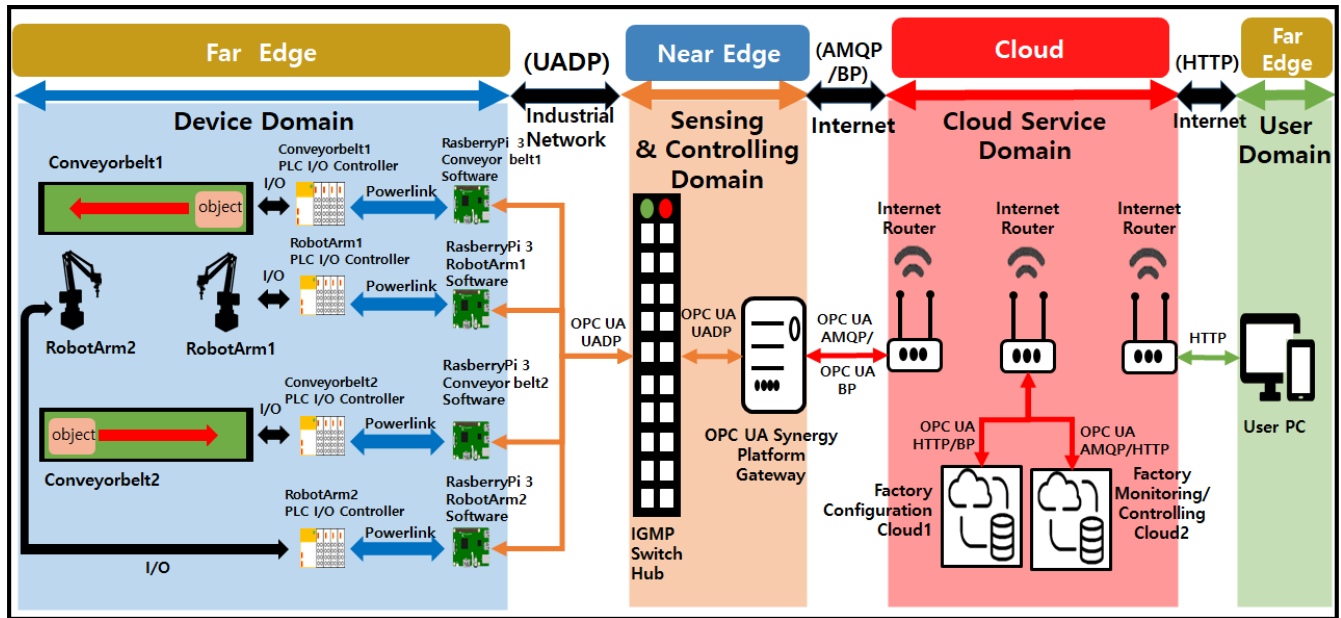 Far Edge
(UADP)
Near Edge
(AMQP
/BP)
Cloud
(HTTP)
Far
Edge
Industrial
Network
Internet
Internet
Device Domain
Sensing
& Controlling
Domain
Cloud Service
Domain
User
Domain
Conveyorbelt1
Conveyorbelt1
PLC I/O Controller
RasberryPi 3
Conveyor belt1
Software
object
I/O
Powerlink
RobotArm1
PLC I/O Controller
RasberryPi 3
RobotArm1
Software
I/O
Powerlink
RobotArm2
RobotArm1
Conveyorbelt2
PLC I/O Controller
RasberryPi 3
Conveyor belt2
Software
object
I/O
Powerlink
Conveyorbelt2
RobotArm2
PLC I/O Controller
RasberryPi 3
RobotArm2
Software
Powerlink
I/O
OPC UA
UADP
IGMP
Switch
Hub
OPC UA
UADP
OPC UA Synergy
Platform
Gateway
OPC UA
AMQP/
OPC UA
BP
Internet
Router
Internet
Router
Internet
Router
OPC UA
HTTP/BP
OPC UA
AMQP/HTTP
Factory
Configuration
Cloud1
Factory
Monitoring/
Controlling
Cloud2
HTTP
User PC